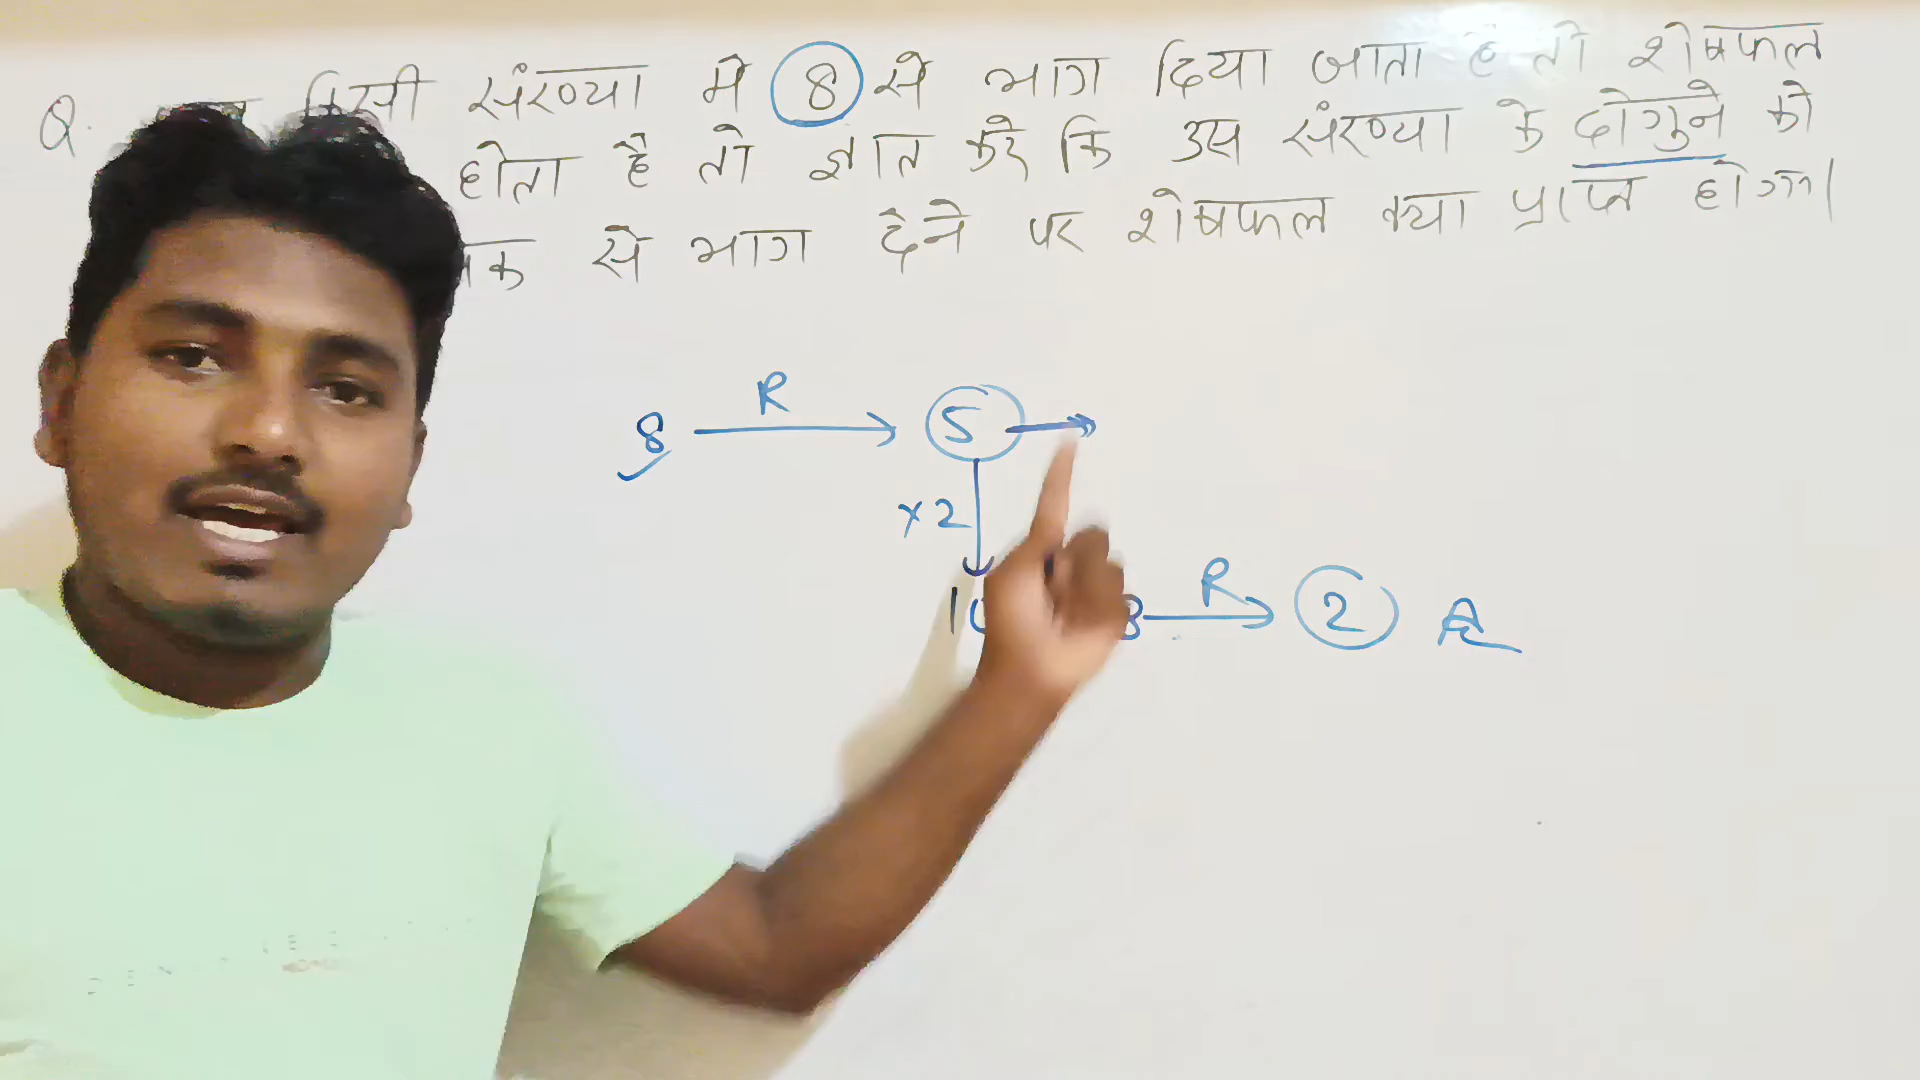 Q. किसी संख्या मे 8 से भाग दिया जाता है तो शेषफल
होता है तो ज्ञात करे कि उस संख्या के दोगुने को
से भाग देने पर शेषफल क्या प्राप्त होगा।
8 R 5
×2
R 2